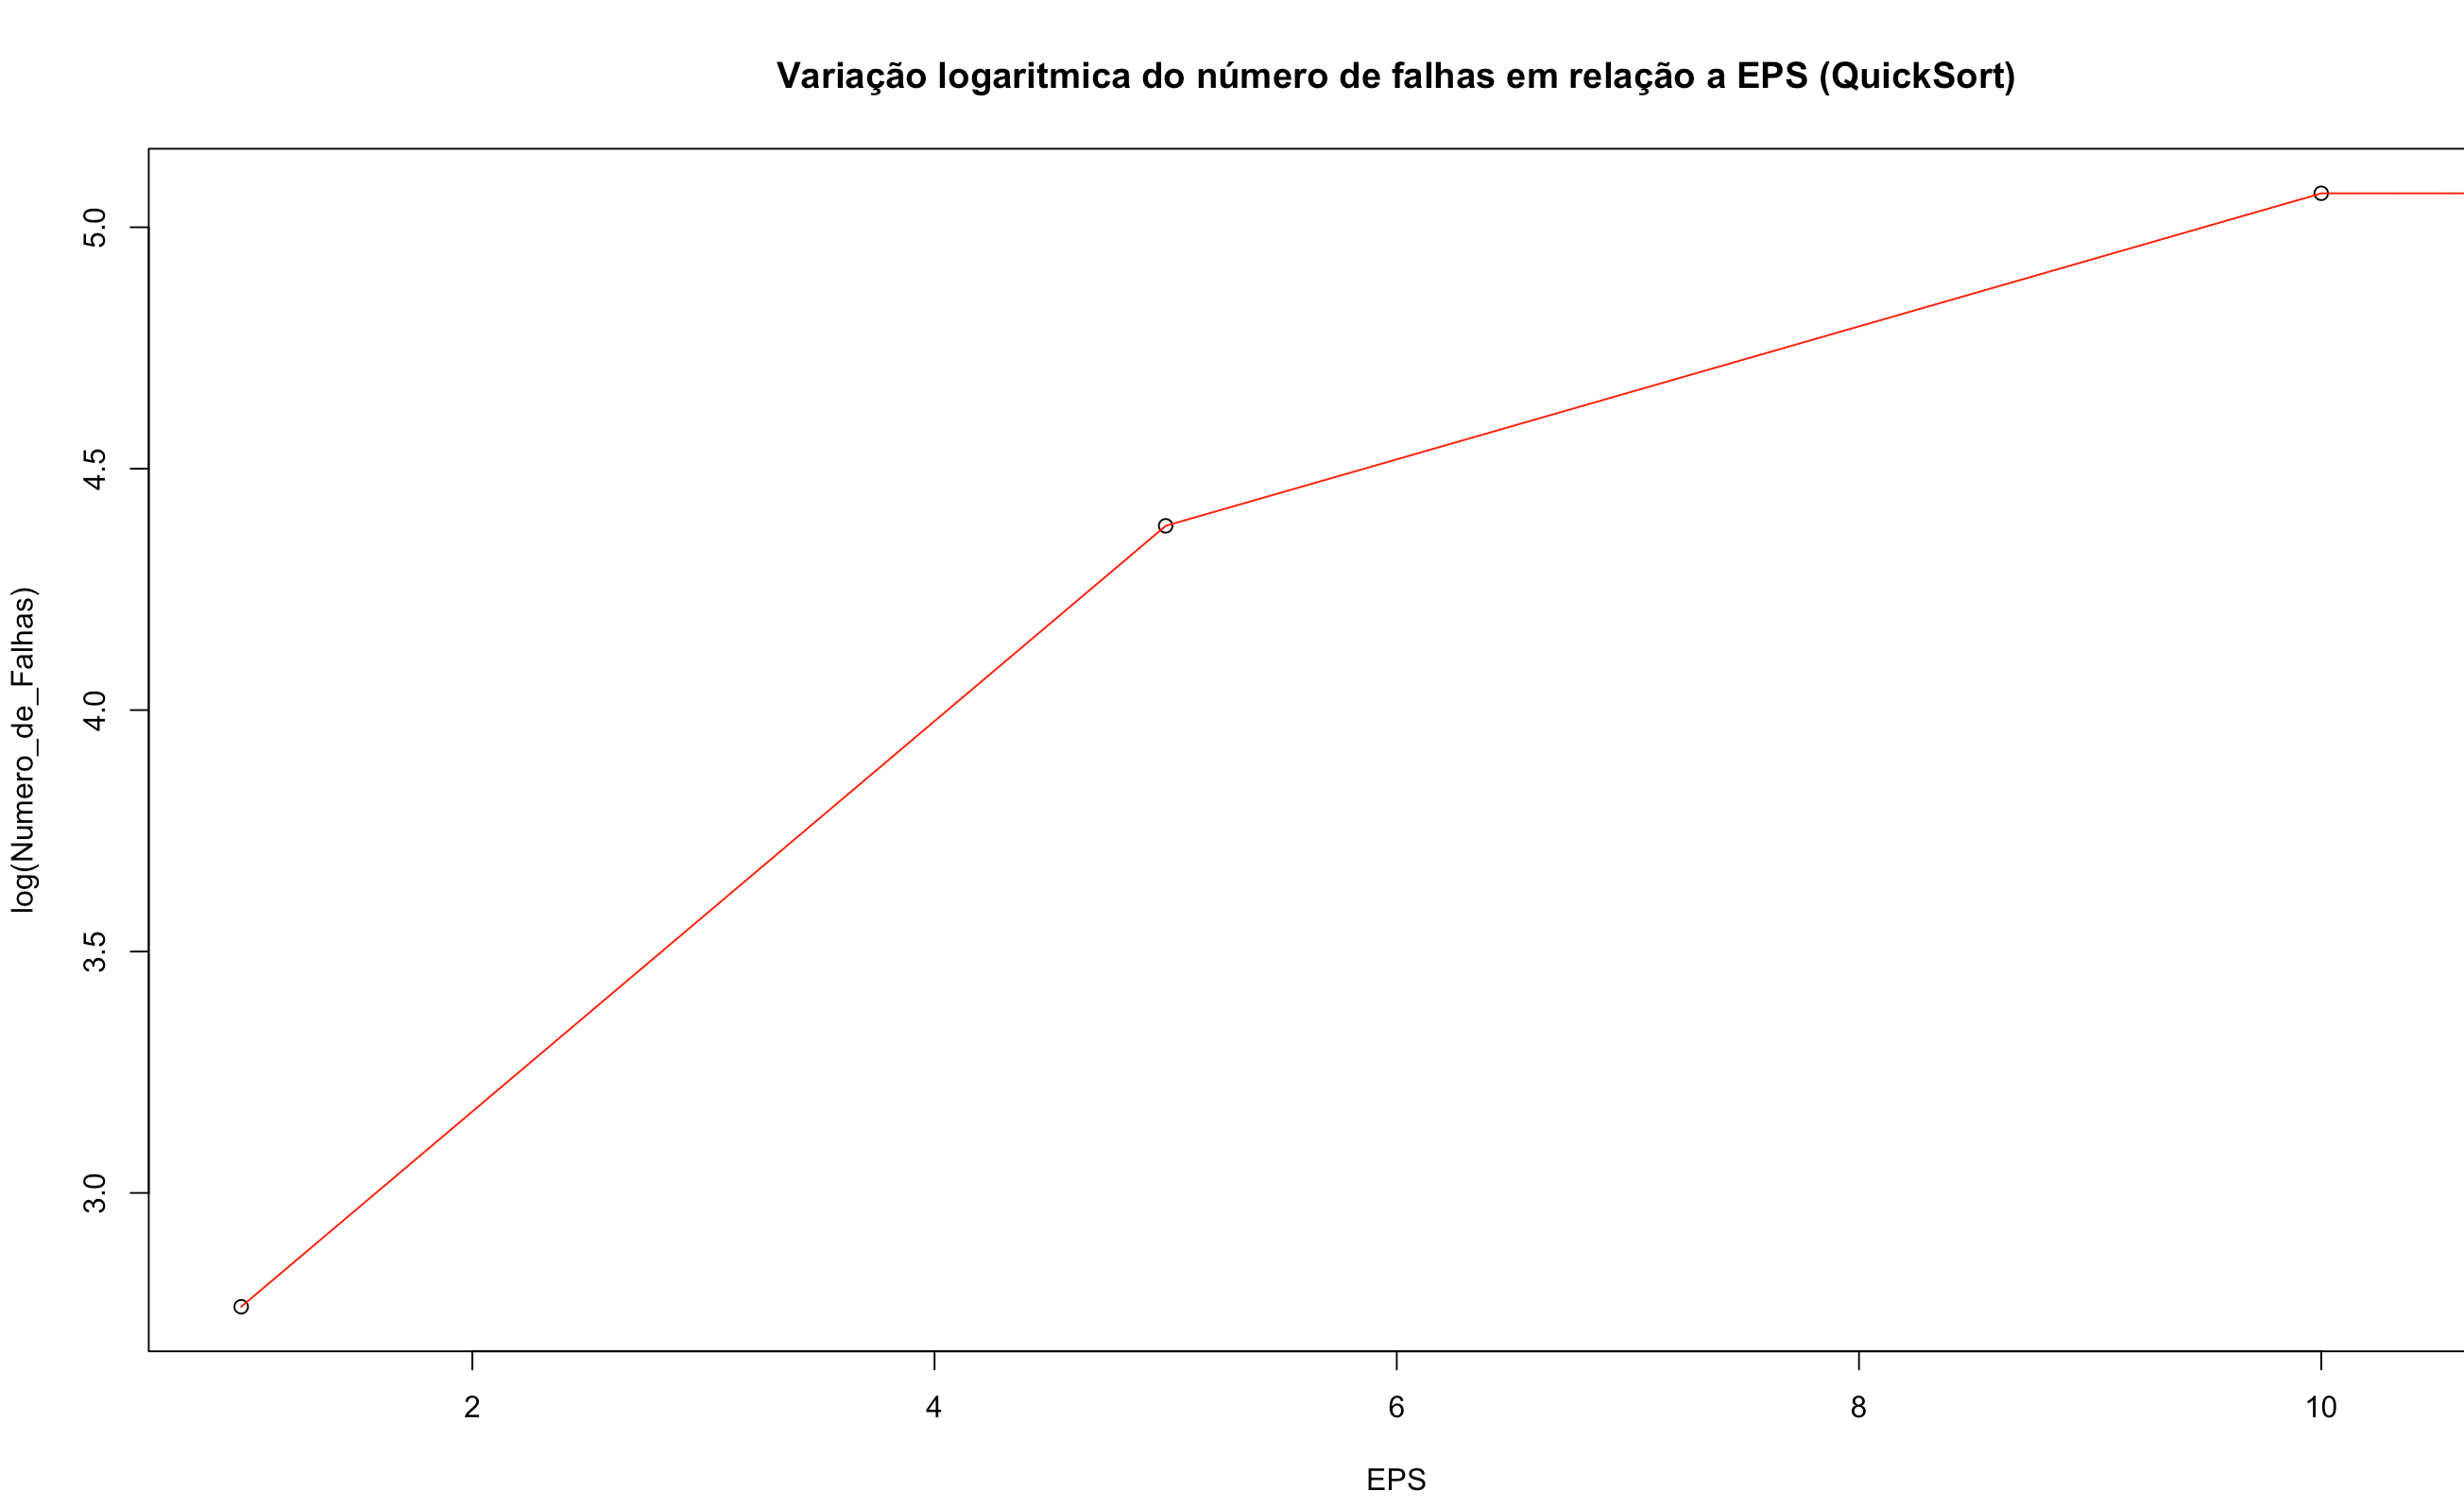 Variação logaritmica do número de falhas em relação a EPS (QuickSort)
log(Numero_de_Falhas)
5.0
4.5
4.0
3.5
3.0
2 4 6 8 10
EPS